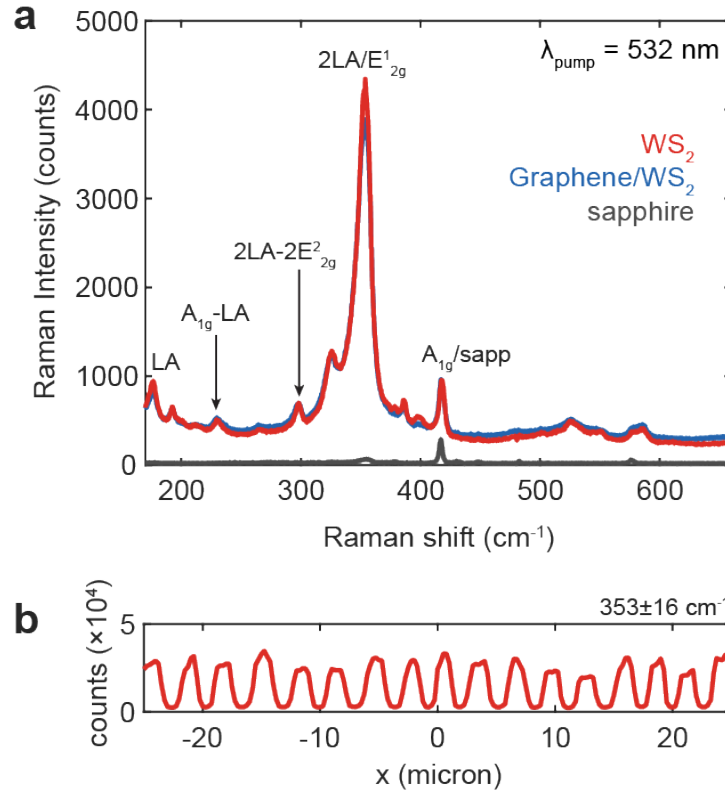 a
5000
4000
3000
2000
1000
0
Raman Intensity (counts)
2LA/E¹₂g
λpump = 532 nm
WS₂
Graphene/WS₂
sapphire
2LA-2E²₂g
A₁g-LA
LA
A₁g/sapp
200 300 400 500 600
Raman shift (cm⁻¹)
b
353±16 cm⁻¹
counts (×10⁴)
5
0
-20 -10 0 10 20
x (micron)